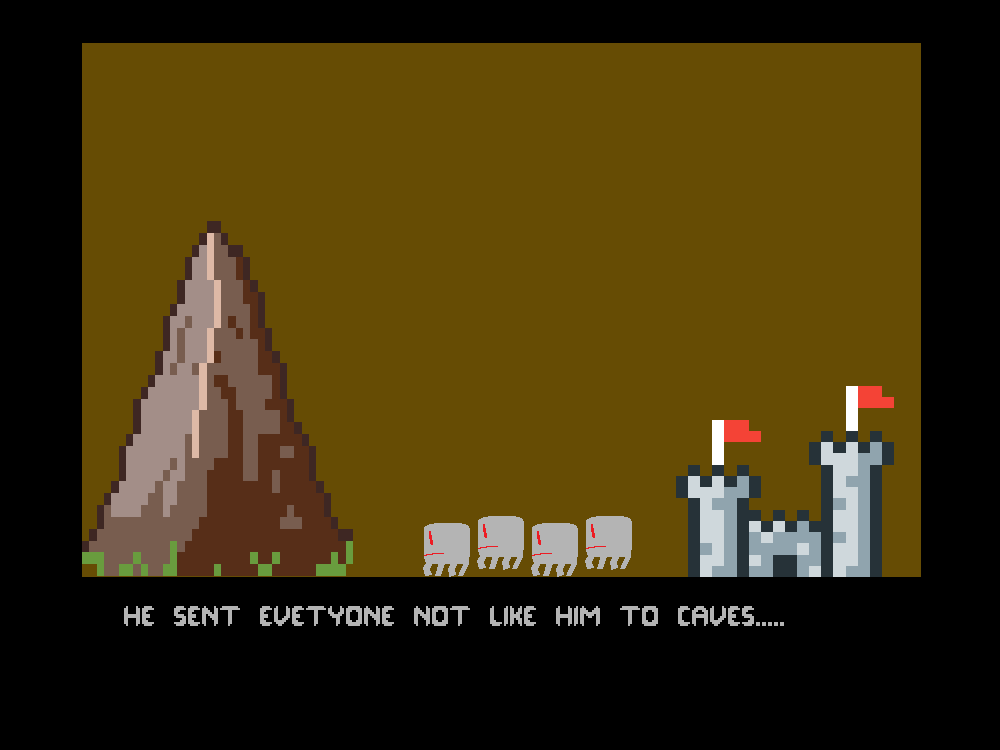 HE SENT EVETYONE NOT LIKE HIM TO CAVES.....